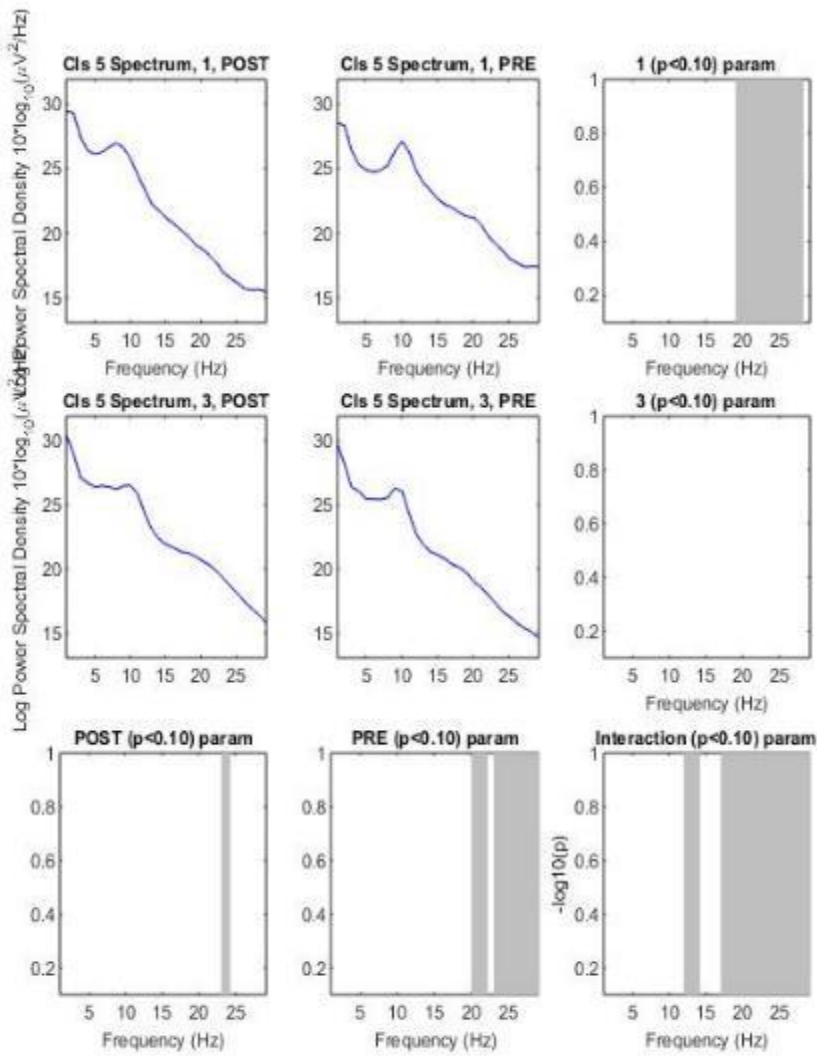 Cls 5 Spectrum, 1, POST
Cls 5 Spectrum, 1, PRE
1 (p<0.10) param
Log Power Spectral Density 10*log10(μV2/Hz)
30
25
20
15
5 10 15 20 25
Frequency (Hz)
30
25
20
15
5 10 15 20 25
Frequency (Hz)
1
0.8
0.6
0.4
0.2
5 10 15 20 25
Frequency (Hz)
Cls 5 Spectrum, 3, POST
Cls 5 Spectrum, 3, PRE
3 (p<0.10) param
Log Power Spectral Density 10*log10(μV2/Hz)
30
25
20
15
5 10 15 20 25
30
25
20
15
5 10 15 20 25
1
0.8
0.6
0.4
0.2
5 10 15 20 25
Frequency (Hz)
POST (p<0.10) param
PRE (p<0.10) param
Interaction (p<0.10) param
1
0.8
0.6
0.4
0.2
5 10 15 20 25
Frequency (Hz)
1
0.8
0.6
0.4
0.2
5 10 15 20 25
Frequency (Hz)
-log10(p)
1
0.8
0.6
0.4
0.2
5 10 15 20 25
Frequency (Hz)